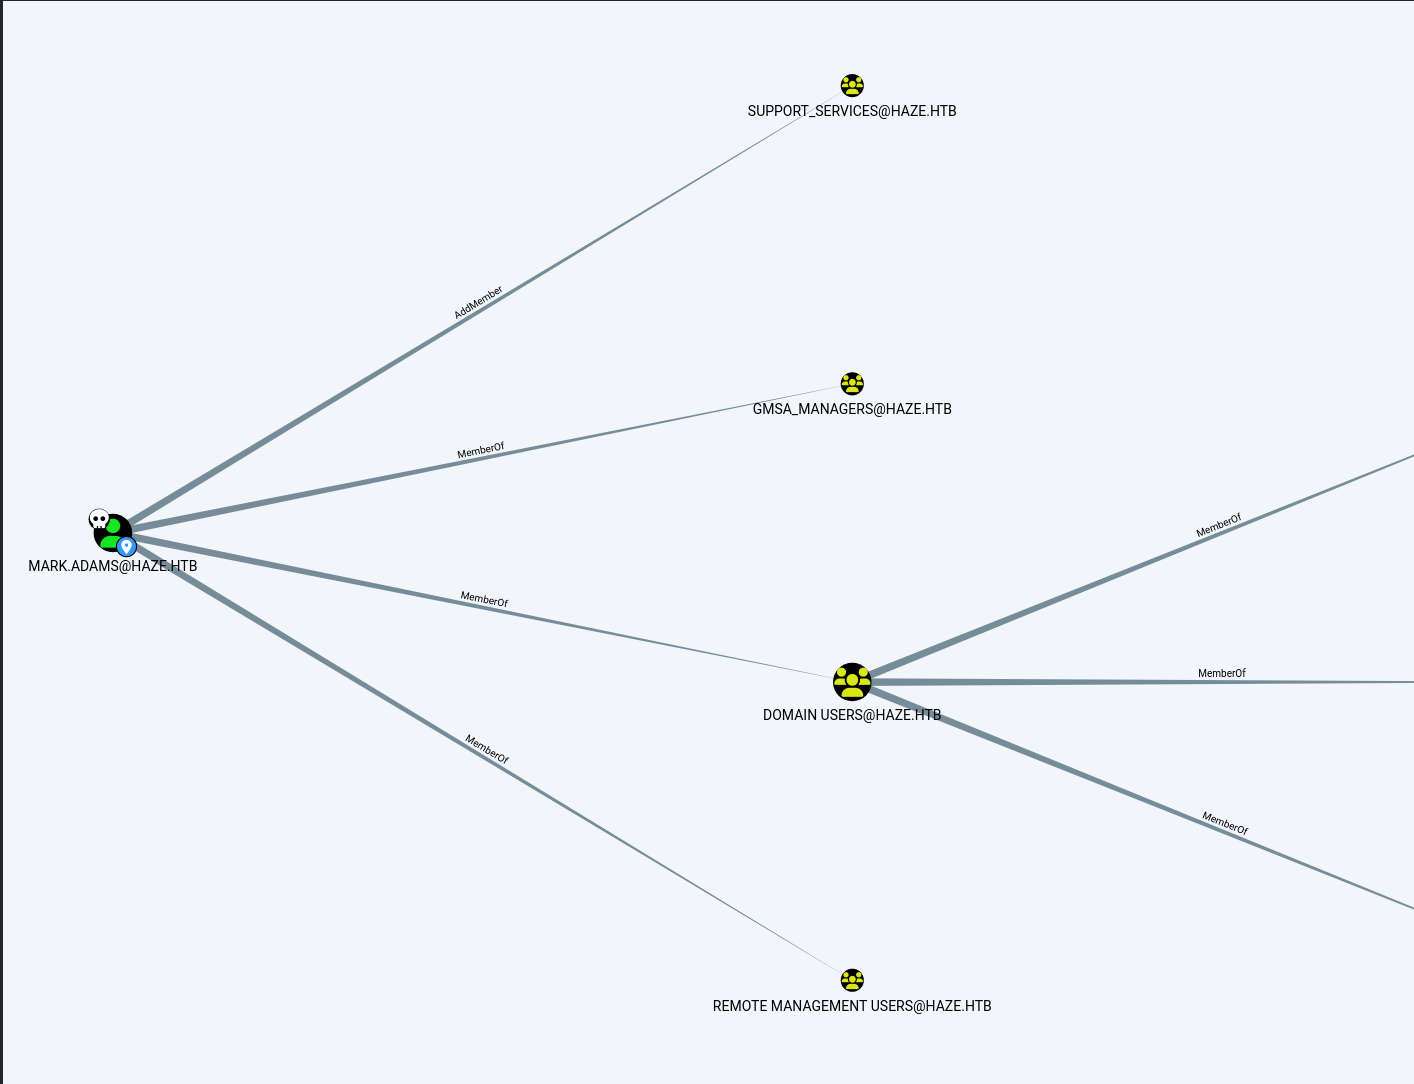 SUPPORT_SERVICES@HAZE.HTB
AddMember
GMSA_MANAGERS@HAZE.HTB
MemberOf
MemberOf
MARK.ADAMS@HAZE.HTB
MemberOf
MemberOf
DOMAIN USERS@HAZE.HTB
MemberOf
MemberOf
REMOTE MANAGEMENT USERS@HAZE.HTB